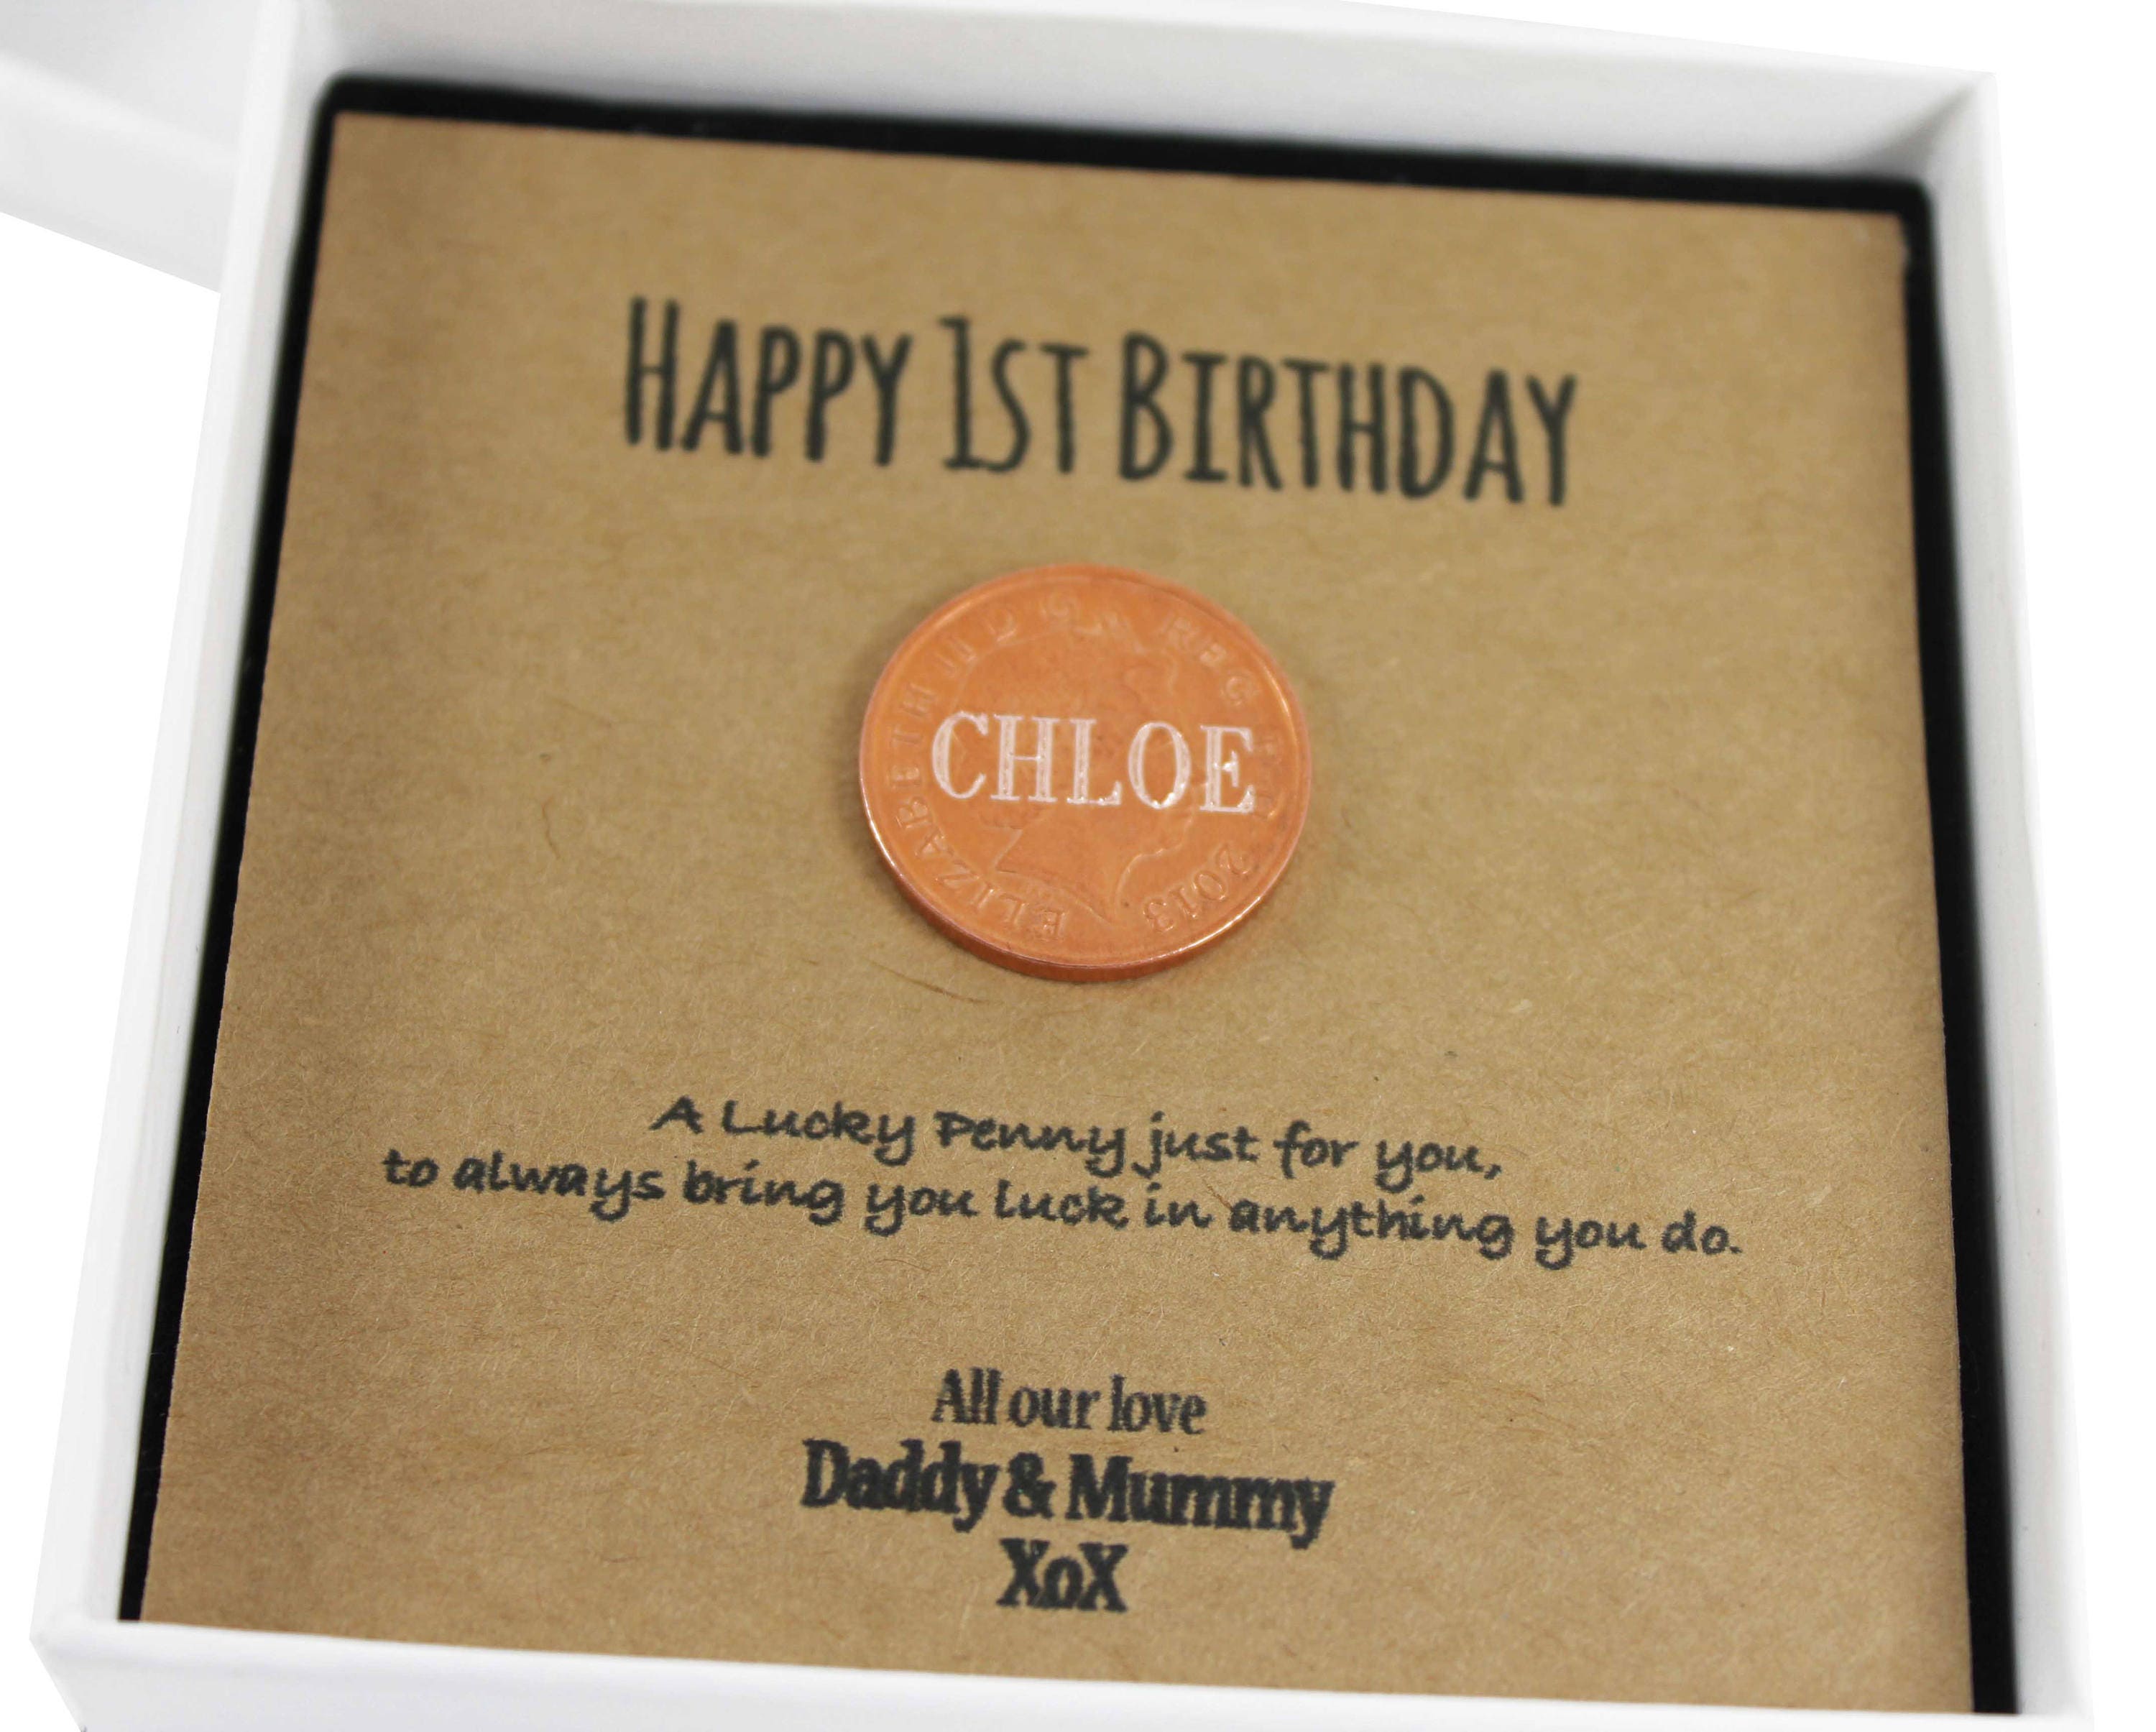 HAPPY 1ST BIRTHDAY
ELIZABETH II D G REG
2013
CHLOE
A Lucky Penny just for you,
to always bring you luck in anything you do.
All our love
Daddy & Mummy
XoX